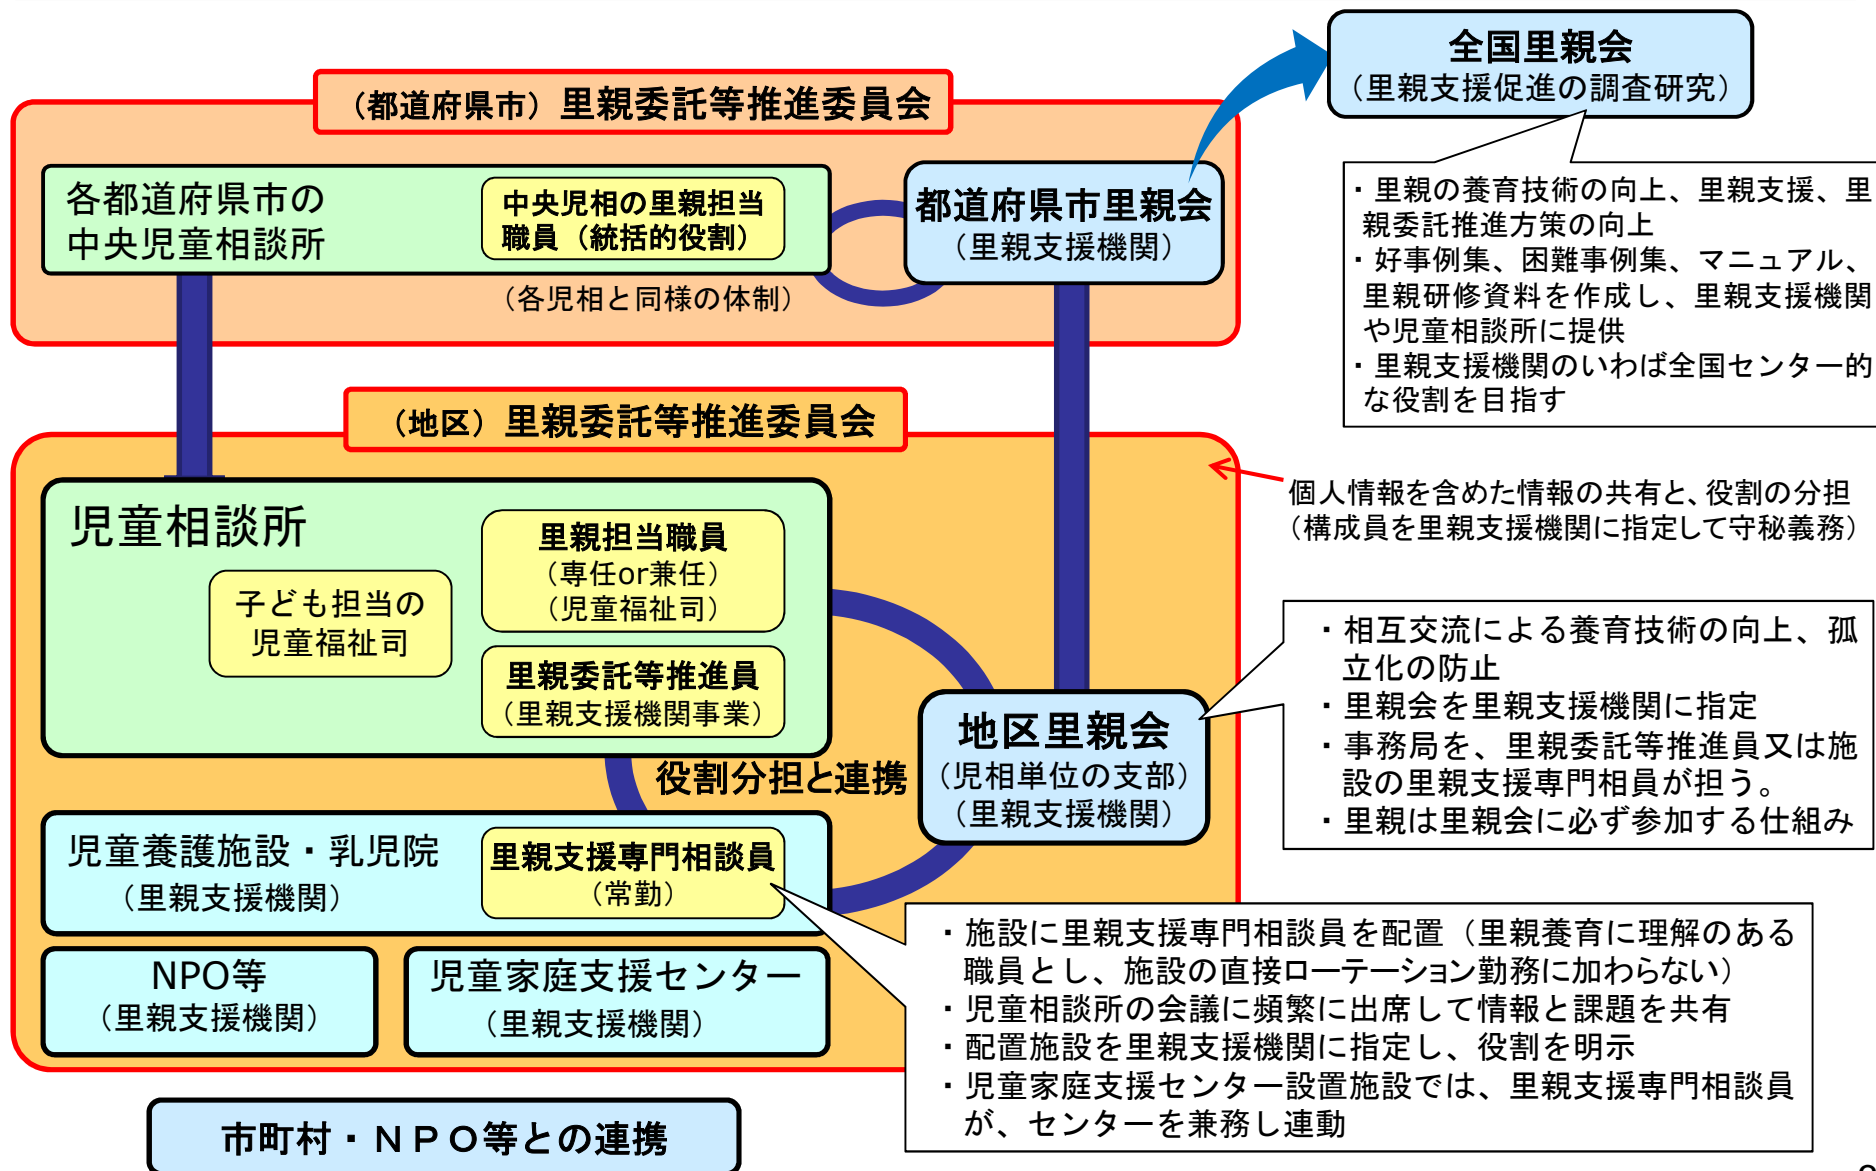 全国里親会
（里親支援促進の調査研究）
（都道府県市）里親委託等推進委員会
各都道府県市の
中央児童相談所
中央児相の里親担当
職員（統括的役割）
（各児相と同様の体制）
都道府県市里親会
（里親支援機関）
・里親の養育技術の向上、里親支援、里
親委託推進方策の向上
・好事例集、困難事例集、マニュアル、
里親研修資料を作成し、里親支援機関
や児童相談所に提供
・里親支援機関のいわば全国センター的
な役割を目指す
（地区）里親委託等推進委員会
個人情報を含めた情報の共有と、役割の分担
（構成員を里親支援機関に指定して守秘義務）
児童相談所
子ども担当の
児童福祉司
里親担当職員
（専任or兼任）
（児童福祉司）
里親委託等推進員
（里親支援機関事業）
役割分担と連携
地区里親会
（児相単位の支部）
（里親支援機関）
・相互交流による養育技術の向上、孤
立化の防止
・里親会を里親支援機関に指定
・事務局を、里親委託等推進員又は施
設の里親支援専門相員が担う。
・里親は里親会に必ず参加する仕組み
児童養護施設・乳児院
（里親支援機関）
里親支援専門相談員
（常勤）
NPO等
（里親支援機関）
児童家庭支援センター
（里親支援機関）
・施設に里親支援専門相談員を配置（里親養育に理解のある
職員とし、施設の直接ローテーション勤務に加わらない）
・児童相談所の会議に頻繁に出席して情報と課題を共有
・配置施設を里親支援機関に指定し、役割を明示
・児童家庭支援センター設置施設では、里親支援専門相談員
が、センターを兼務し連動
市町村・ＮＰＯ等との連携